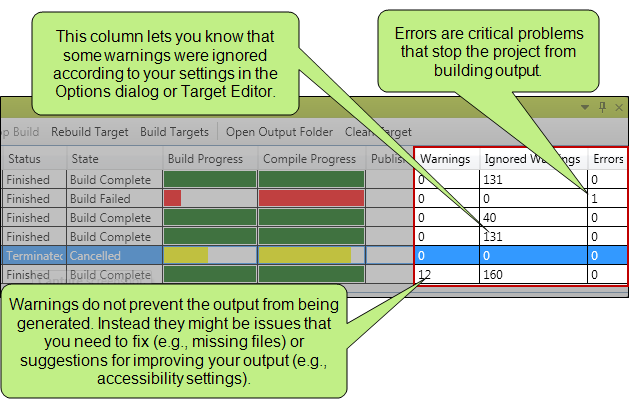 This column lets you know that
some warnings were ignored
according to your settings in the
Options dialog or Target Editor.
Errors are critical problems
that stop the project from
building output.
Build Rebuild Target Build Targets Open Output Folder Clean Target
Status State Build Progress Compile Progress Warnings Ignored Warnings Errors
Finished Build Complete 0 131 0
Finished Build Failed 0 0 1
Finished Build Complete 0 40 0
Finished Build Complete 0 131 0
Terminated Cancelled 0 0 0
Finished Build Complete 12 160 0
Warnings do not prevent the output from being
generated. Instead they might be issues that
you need to fix (e.g., missing files) or
suggestions for improving your output (e.g.,
accessibility settings).